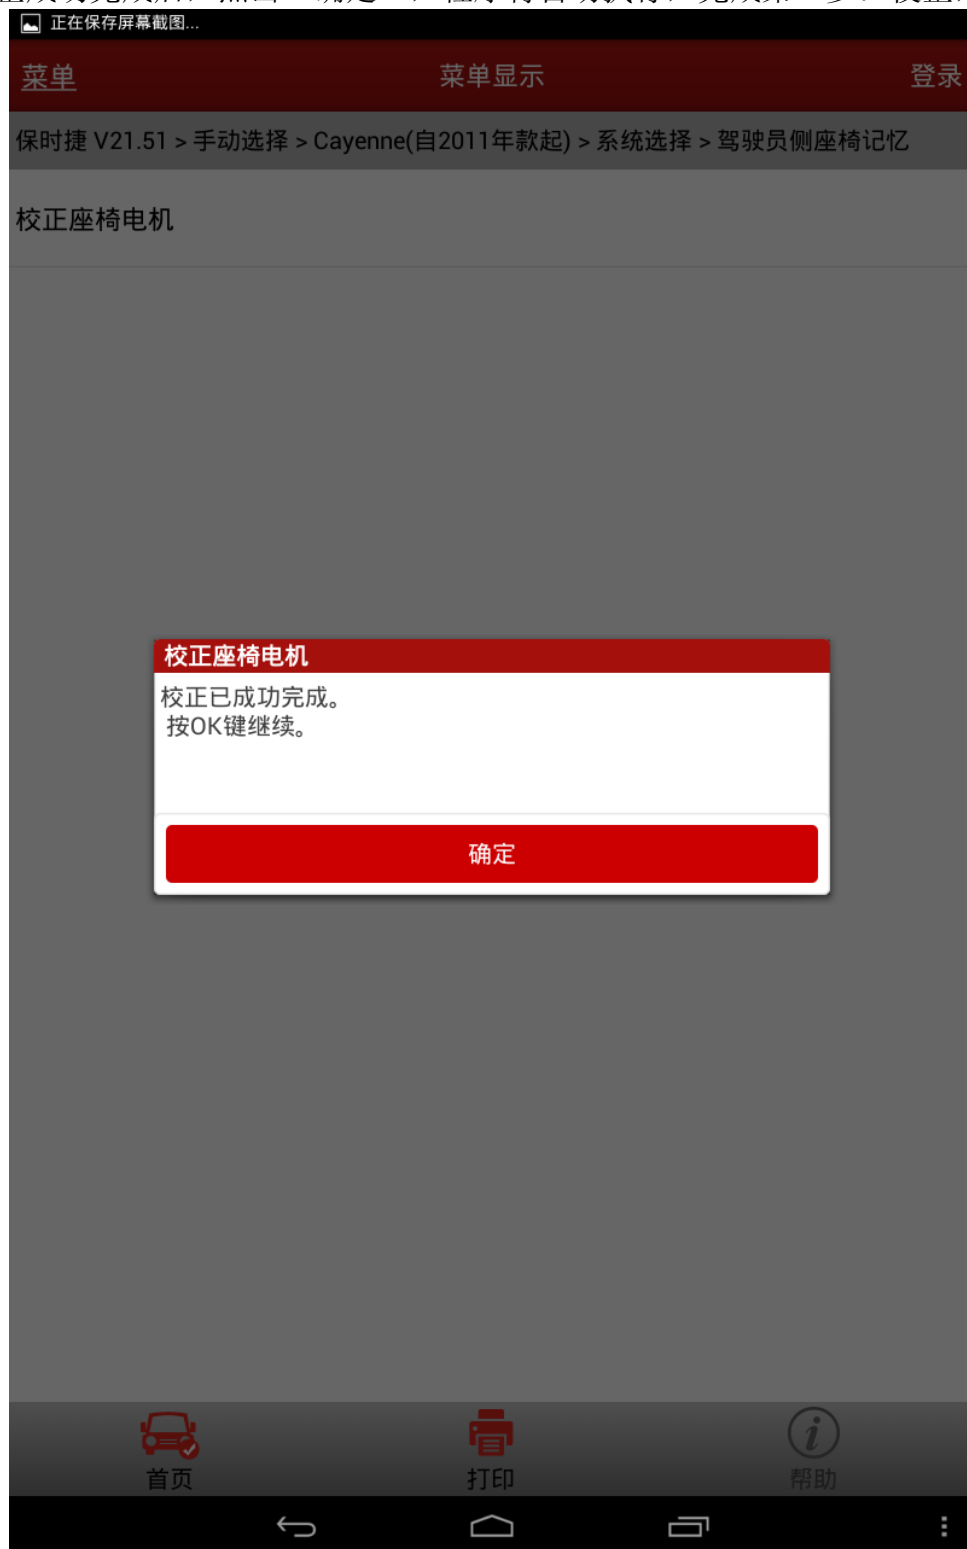 正在保存屏幕截图...
菜单 菜单显示 登录
保时捷 V21.51 > 手动选择 > Cayenne(自2011年款起) > 系统选择 > 驾驶员侧座椅记忆
校正座椅电机
校正座椅电机
校正已成功完成。
按OK键继续。
确定
首页 打印 帮助